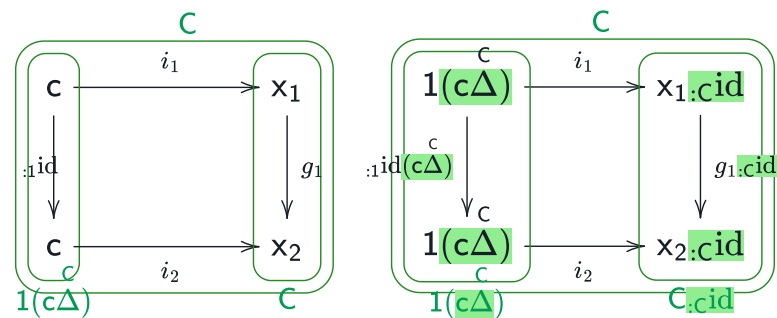 C
C
C
c
i₁
x₁
1(cΔ)
i₁
x₁:Cid
:1id
g₁
C
:1id(cΔ)
g₁:Cid
C
c
i₂
x₂
1(cΔ)
i₂
x₂:Cid
C
C
1(cΔ)
C
1(cΔ)
C:Cid